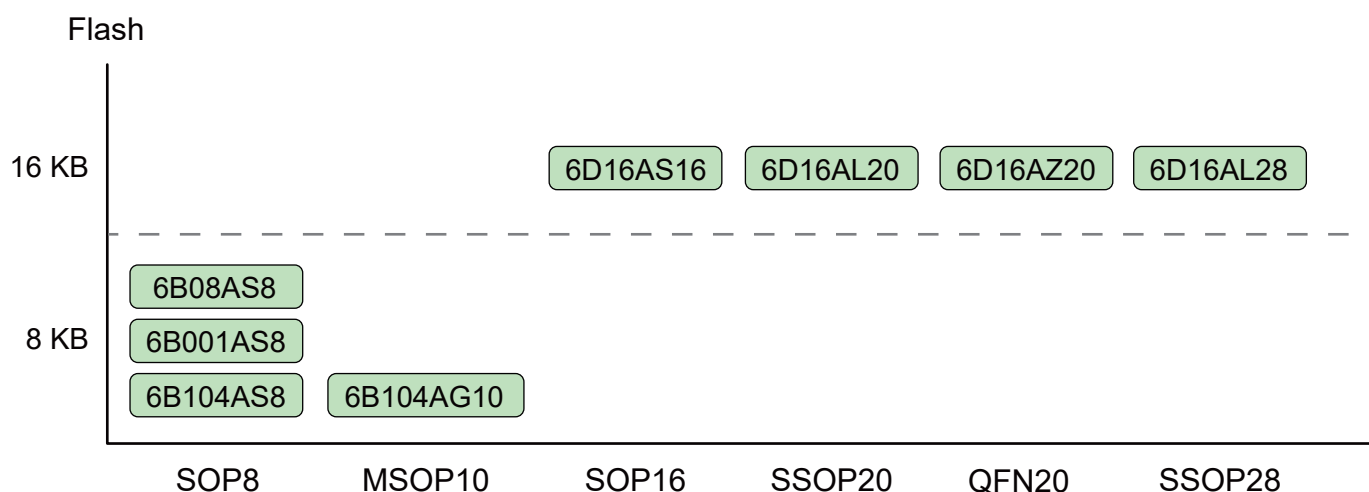 Flash
16 KB
6D16AS16 6D16AL20 6D16AZ20 6D16AL28
6B08AS8
8 KB
6B001AS8
6B104AS8 6B104AG10
SOP8 MSOP10 SOP16 SSOP20 QFN20 SSOP28